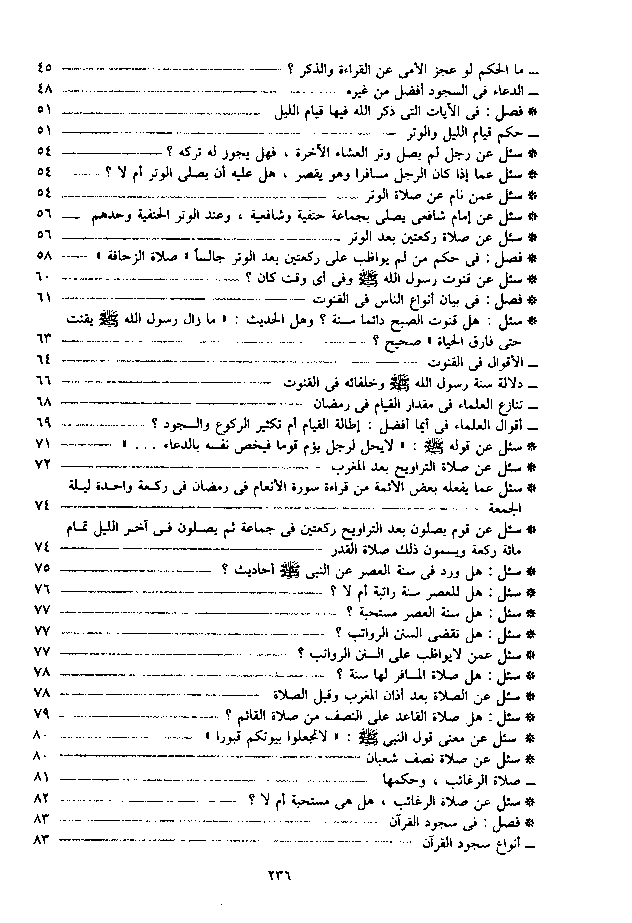 ـ ما الحكم لو عجز الأمى عن القراءة والذكر ؟ ٤٥
ـ الدعاء فى السجود أفضل من غيره ٤٨
* فصل : فى الآيات التى ذكر الله فيها قيام الليل ٥١
ـ حكم قيام الليل والوتر ٥١
* سئل عن رجل لم يصل وتر العشاء الآخرة ، فهل يجوز له تركه ؟ ٥٤
* سئل عما إذا كان الرجل مسافرا وهو يقصر ، هل عليه أن يصلى الوتر أم لا ؟ ٥٤
* سئل عمن نام عن صلاة الوتر ٥٤
* سئل عن إمام شافعى يصلى بجماعة حنفية وشافعية ، وعند الوتر الحنفية وحدهم ٥٦
* سئل عن صلاة ركعتين بعد الوتر ٥٦
* فصل : فى حكم من لم يواظب على ركعتين بعد الوتر جالساً « صلاة الزحافة » ٥٨
* سئل عن قنوت رسول الله ﷺ وفى أى وقت كان ؟ ٦٠
* فصل : فى بيان أنواع الناس فى القنوت ٦١
* سئل : هل قنوت الصبح دائما سنة ؟ وهل الحديث : « ما زال رسول الله ﷺ يقنت
حتى فارق الحياة » صحيح ؟ ٦٣
ـ الأقوال فى القنوت ٦٤
ـ دلالة سنة رسول الله ﷺ وخلفائه فى القنوت ٦٦
ـ تنازع العلماء فى مقدار القيام فى رمضان ٦٨
ـ أقوال العلماء فى أيما أفضل : إطالة القيام أم تكثير الركوع والسجود ؟ ٦٩
* سئل عن قوله ﷺ : « لايحل لرجل يؤم قوما فيخص نفسه بالدعاء ... » ٧١
* سئل عن صلاة التراويح بعد المغرب ٧٢
* سئل عما يفعله بعض الأئمة من قراءة سورة الأنعام فى رمضان فى ركعة واحدة ليلة
الجمعة ٧٤
* سئل عن قوم يصلون بعد التراويح ركعتين فى جماعة ثم يصلون فى آخر الليل تمام
مائة ركعة ويسمون ذلك صلاة القدر ٧٤
* سئل : هل ورد فى سنة العصر عن النبى ﷺ أحاديث ؟ ٧٥
* سئل : هل للعصر سنة راتبة أم لا ؟ ٧٦
* سئل : هل سنة العصر مستحبة ؟ ٧٧
* سئل : هل تقضى السنن الرواتب ؟ ٧٧
* سئل عمن لايواظب على السنن الرواتب ؟ ٧٧
* سئل : هل صلاة المسافر لها سنة ؟ ٧٨
* سئل عن الصلاة بعد أذان المغرب وقبل الصلاة ٧٨
* سئل : هل صلاة القاعد على النصف من صلاة القائم ؟ ٧٩
* سئل عن معنى قول النبى ﷺ : « لاتجعلوا بيوتكم قبورا » ٨٠
* سئل عن صلاة نصف شعبان ٨٠
ـ صلاة الرغائب ، وحكمها ٨١
* سئل عن صلاة الرغائب ، هل هى مستحبة أم لا ؟ ٨٢
* فصل : فى سجود القرآن ٨٣
ـ أنواع سجود القرآن ٨٣
٢٣٦